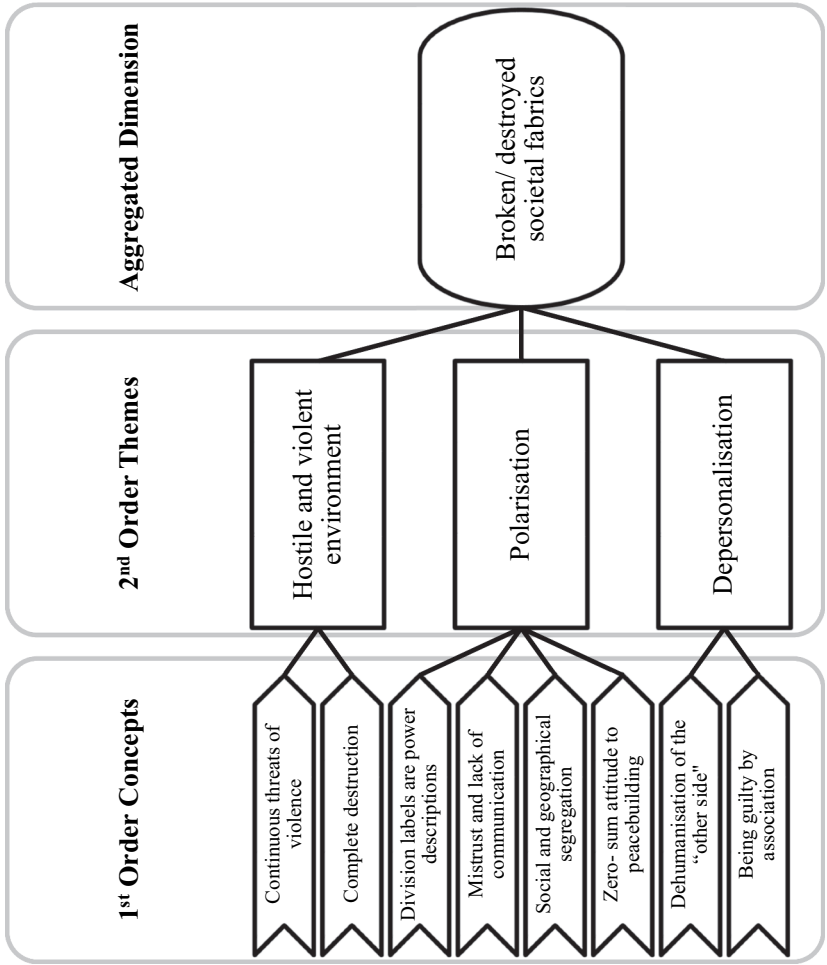 1st Order Concepts
Continuous threats of
violence
Complete destruction
Division labels are power
descriptions
Mistrust and lack of
communication
Social and geographical
segregation
Zero- sum attitude to
peacebuilding
Dehumanisation of the
“other side"
Being guilty by
association
2nd Order Themes
Hostile and violent
environment
Polarisation
Depersonalisation
Aggregated Dimension
Broken/ destroyed
societal fabrics